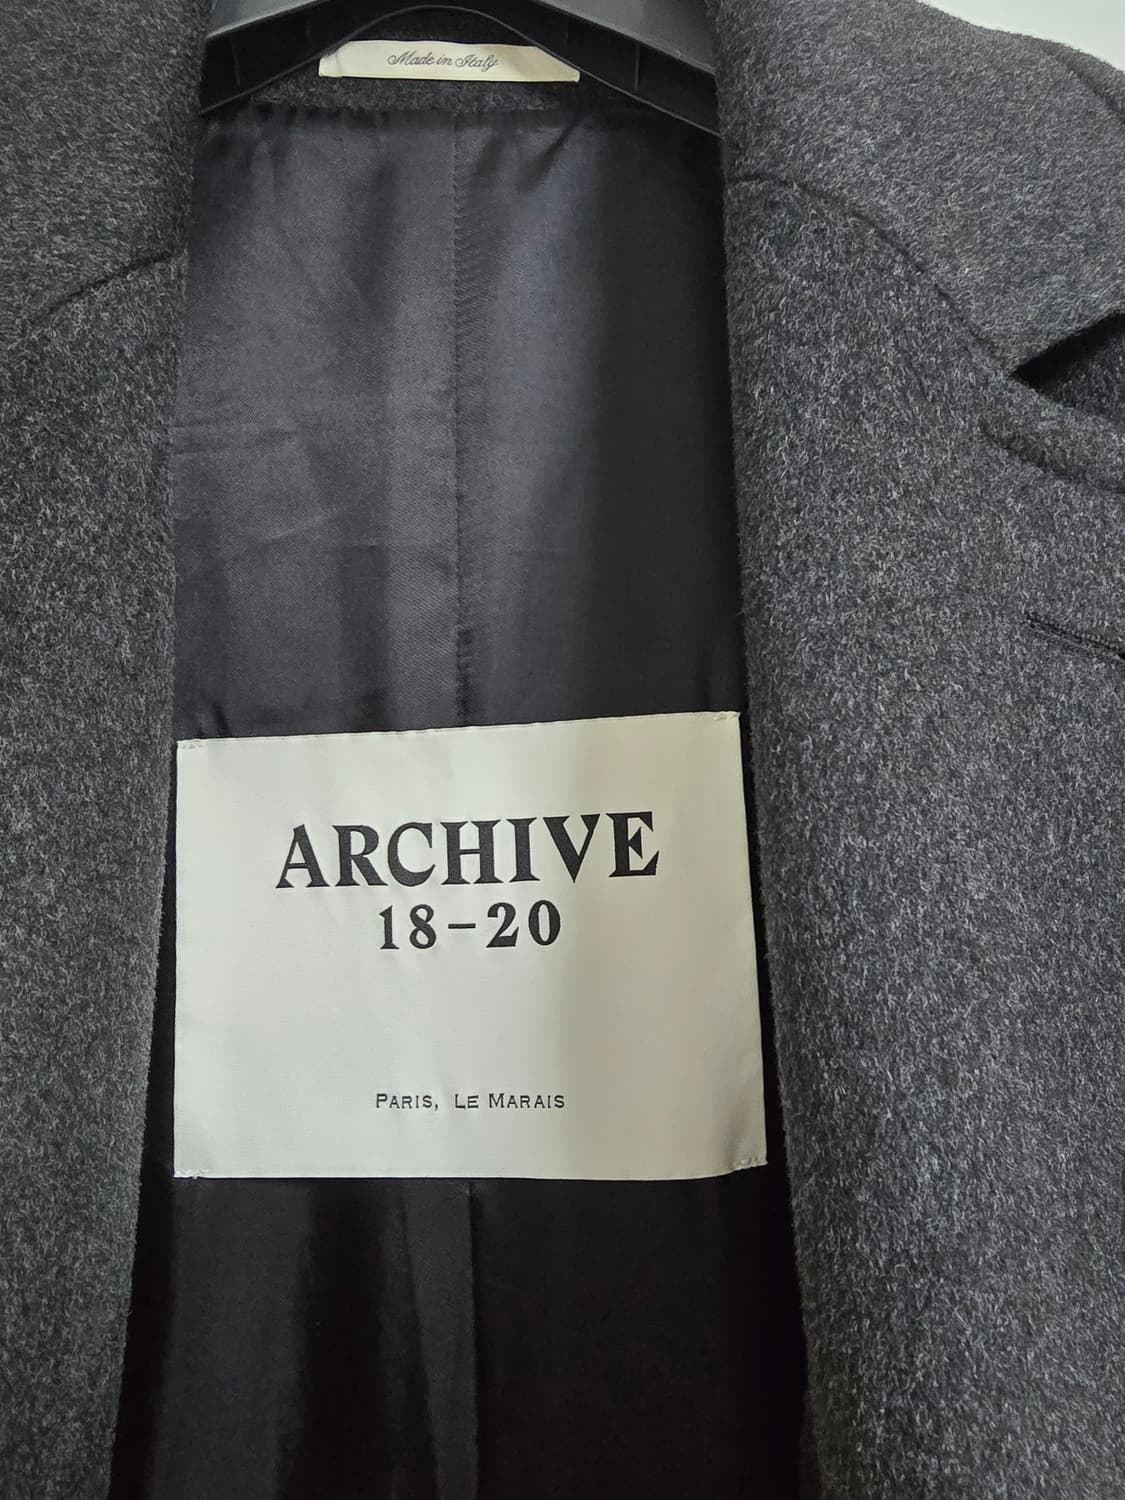 Made in Italy
ARCHIVE
18-20
PARIS, LE MARAIS